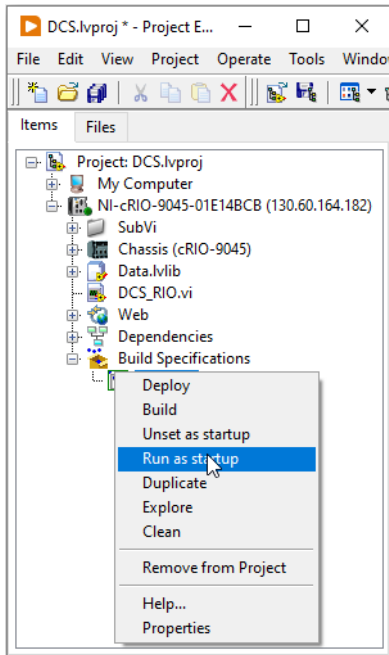 DCS.lvproj * - Project E...
File Edit View Project Operate Tools Windo
Items Files
Project: DCS.lvproj
My Computer
NI-cRIO-9045-01E14BCB (130.60.164.182)
SubVi
Chassis (cRIO-9045)
Data.lvlib
DCS_RIO.vi
Web
Dependencies
Build Specifications
Deploy
Build
Unset as startup
Run as startup
Duplicate
Explore
Clean
Remove from Project
Help...
Properties